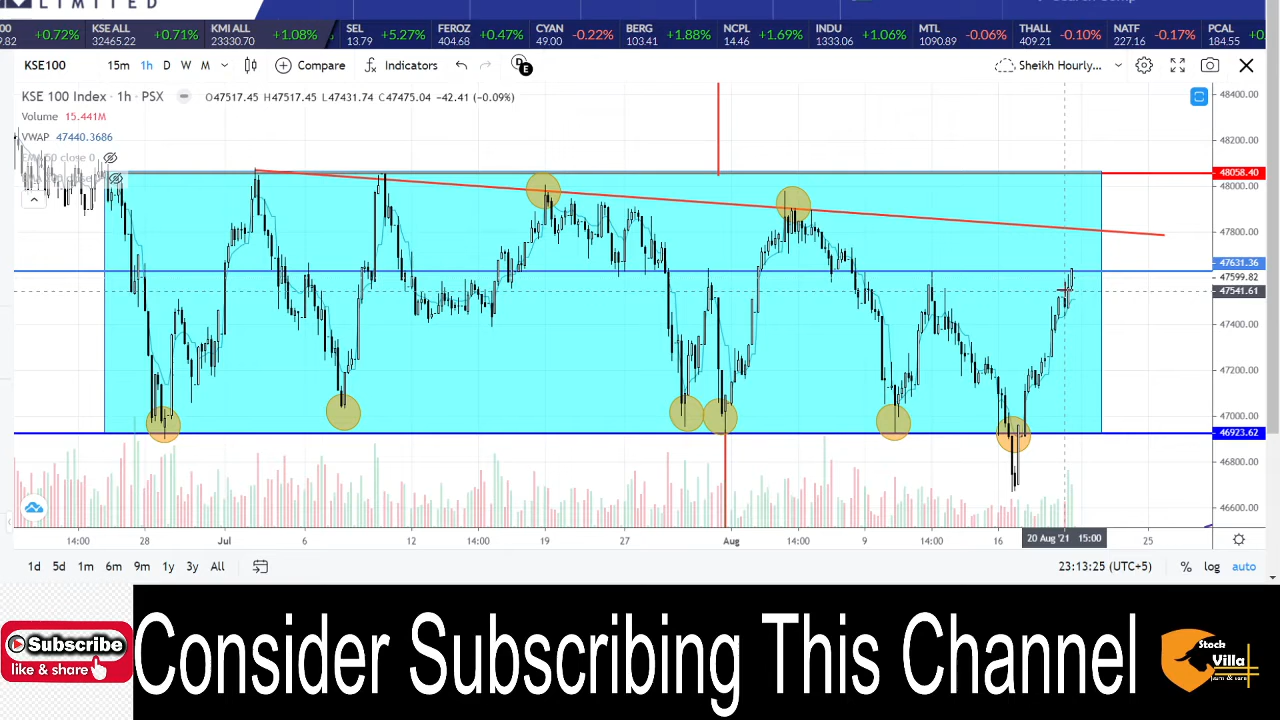 LIMITED
00 +0.72% KSE ALL +0.71% KMI ALL +1.08% SEL +5.27% FEROZ +0.47% CYAN -0.22% BERG +1.88% NCPL +1.69% INDU +1.06% MTL -0.06% THALL -0.10% NATF -0.17% PCAL +0
9.82 32465.22 23330.70 13.79 404.68 49.00 103.41 14.46 1333.06 1090.89 409.21 227.16 184.55
KSE100 15m 1h D W M Compare Indicators D E Sheikh Hourly...
KSE 100 Index · 1h · PSX O47517.45 H47517.45 L47431.74 C47475.04 -42.41 (-0.09%)
Volume 15.441M
VWAP 47440.3686
48400.00
48200.00
48058.40
48000.00
47800.00
47631.36
47599.82
47541.61
47400.00
47200.00
47000.00
46923.62
46800.00
46600.00
14:00 28 Jul 6 12 14:00 19 27 Aug 14:00 9 14:00 16 20 Aug '21 15:00 25
1d 5d 1m 6m 9m 1y 3y All 23:13:25 (UTC+5) % log auto
Subscribe
like & share
Consider Subscribing This Channel
Stock
Villa